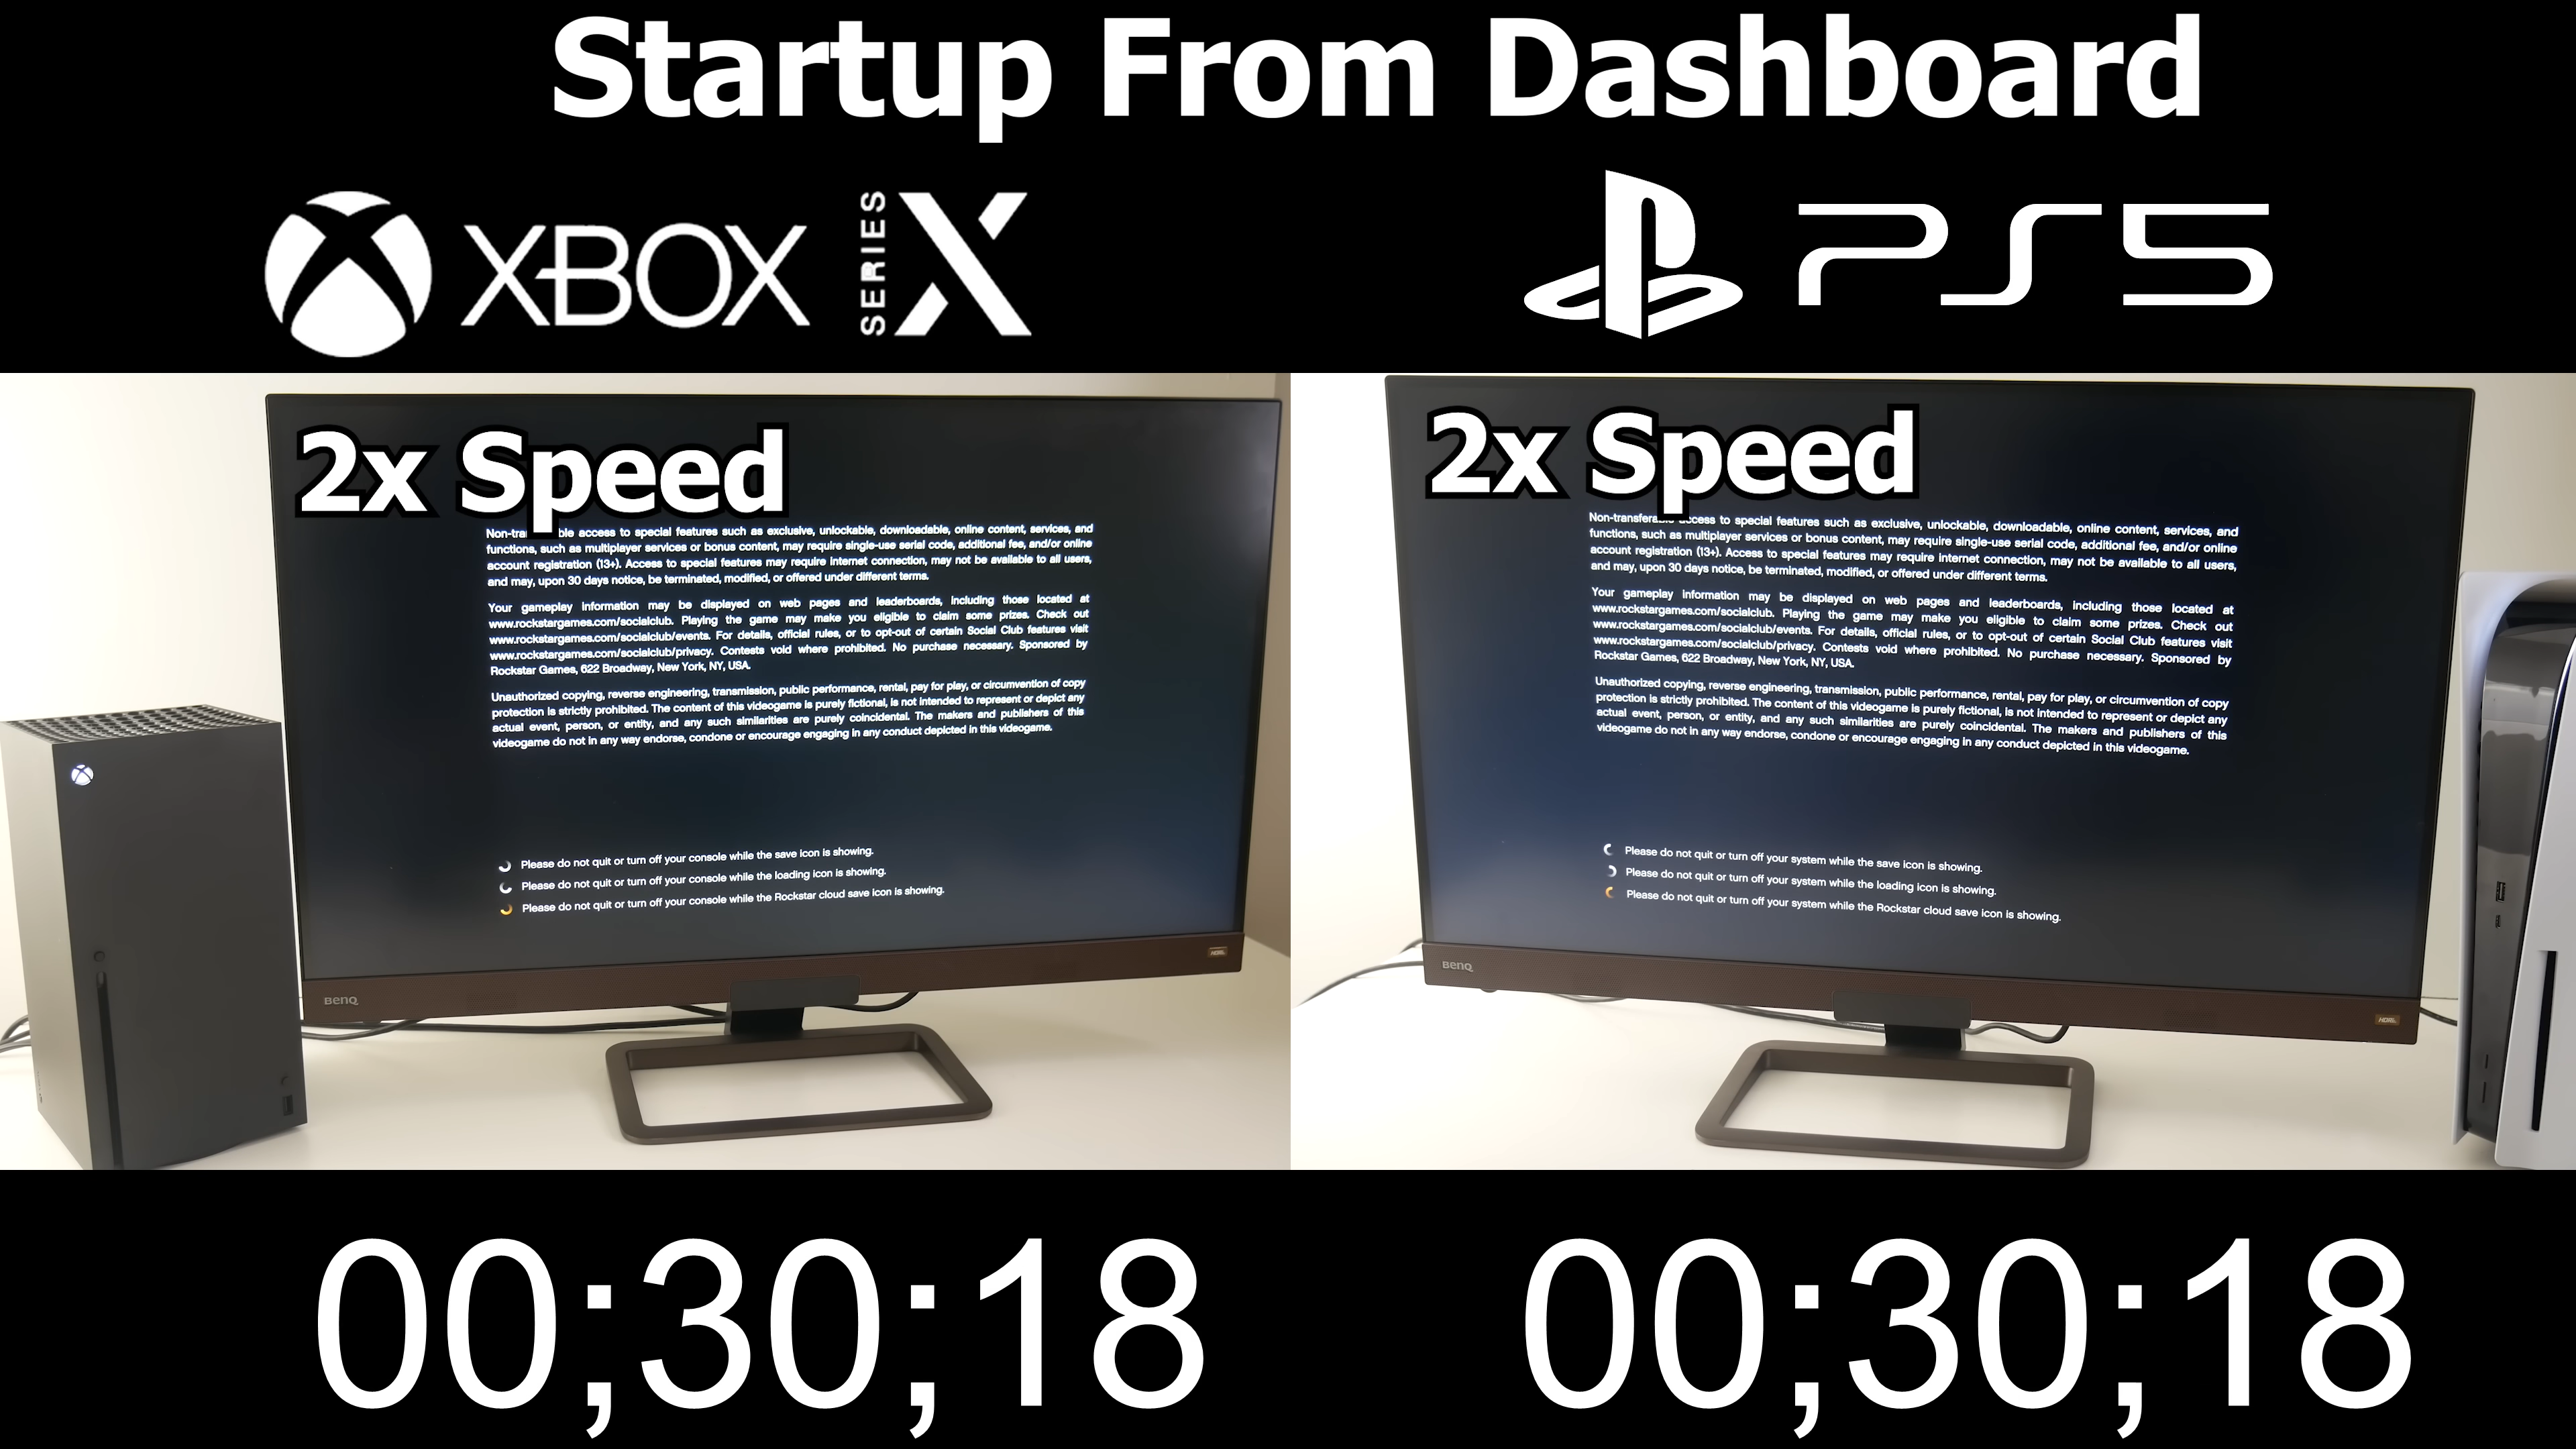 Startup From Dashboard
XBOX SERIES X
PS5
2x Speed
access to special features such as exclusive, unlockable, downloadable, online content, services, and
functions, such as multiplayer services or bonus content, may require single-use serial code, additional fee, and/or online
account registration (13+). Access to special features may require internet connection, may not be available to all users,
and may, upon 30 days notice, be terminated, modified, or offered under different terms.
Your gameplay information may be displayed on web pages and leaderboards, including those located at
www.rockstargames.com/socialclub. Playing the game may make you eligible to claim some prizes. Check out
www.rockstargames.com/socialclub/events. For details, official rules, or to opt-out of certain Social Club features visit
www.rockstargames.com/socialclub/privacy. Contests void where prohibited. No purchase necessary. Sponsored by
Rockstar Games, 622 Broadway, New York, NY, USA.
Unauthorized copying, reverse engineering, transmission, public performance, rental, pay for play, or circumvention of copy
protection is strictly prohibited. The content of this videogame is purely fictional, is not intended to represent or depict any
actual event, person, or entity, and any such similarities are purely coincidental. The makers and publishers of this
videogame do not in any way endorse, condone or encourage engaging in any conduct depicted in this videogame.
Please do not quit or turn off your console while the save icon is showing.
Please do not quit or turn off your console while the loading icon is showing.
Please do not quit or turn off your console while the Rockstar cloud save icon is showing.
BenQ
HDRi
2x Speed
to special features such as exclusive, unlockable, downloadable, online content, services, and
functions, such as multiplayer services or bonus content, may require single-use serial code, additional fee, and/or online
account registration (13+). Access to special features may require internet connection, may not be available to all users,
and may, upon 30 days notice, be terminated, modified, or offered under different terms.
Your gameplay information may be displayed on web pages and leaderboards, including those located at
www.rockstargames.com/socialclub. Playing the game may make you eligible to claim some prizes. Check out
www.rockstargames.com/socialclub/events. For details, official rules, or to opt-out of certain Social Club features visit
www.rockstargames.com/socialclub/privacy. Contests void where prohibited. No purchase necessary. Sponsored by
Rockstar Games, 622 Broadway, New York, NY, USA.
Unauthorized copying, reverse engineering, transmission, public performance, rental, pay for play, or circumvention of copy
protection is strictly prohibited. The content of this videogame is purely fictional, is not intended to represent or depict any
actual event, person, or entity, and any such similarities are purely coincidental. The makers and publishers of this
videogame do not in any way endorse, condone or encourage engaging in any conduct depicted in this videogame.
Please do not quit or turn off your system while the save icon is showing.
Please do not quit or turn off your system while the loading icon is showing.
Please do not quit or turn off your system while the Rockstar cloud save icon is showing.
BenQ
HDRi
00;30;18
00;30;18